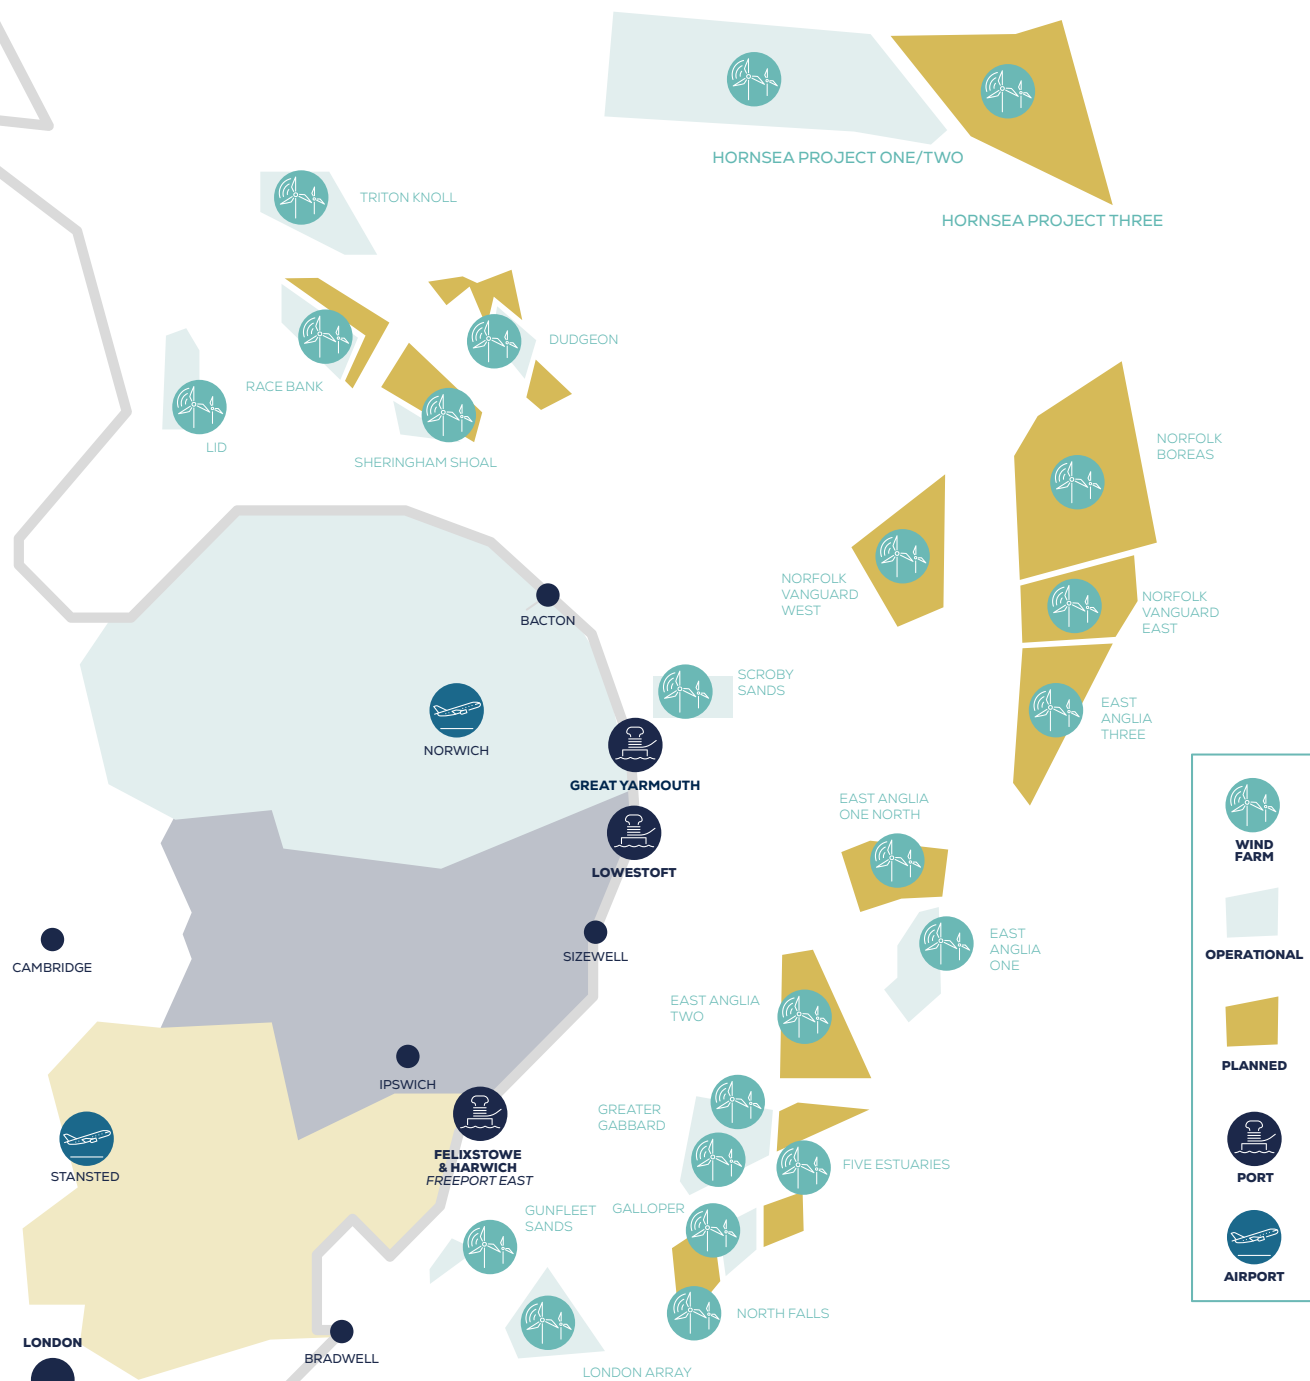 HORNSEA PROJECT ONE/TWO
HORNSEA PROJECT THREE
TRITON KNOLL
DUDGEON
RACE BANK
LID
SHERINGHAM SHOAL
NORFOLK
BOREAS
NORFOLK
VANGUARD
WEST
NORFOLK
VANGUARD
EAST
BACTON
SCROBY
SANDS
EAST
ANGLIA
THREE
NORWICH
GREAT YARMOUTH
EAST ANGLIA
ONE NORTH
LOWESTOFT
EAST
ANGLIA
ONE
SIZEWELL
CAMBRIDGE
EAST ANGLIA
TWO
IPSWICH
GREATER
GABBARD
FELIXSTOWE
& HARWICH
FREEPORT EAST
FIVE ESTUARIES
STANSTED
GUNFLEET
SANDS
GALLOPER
NORTH FALLS
LONDON
BRADWELL
LONDON ARRAY
WIND
FARM
OPERATIONAL
PLANNED
PORT
AIRPORT